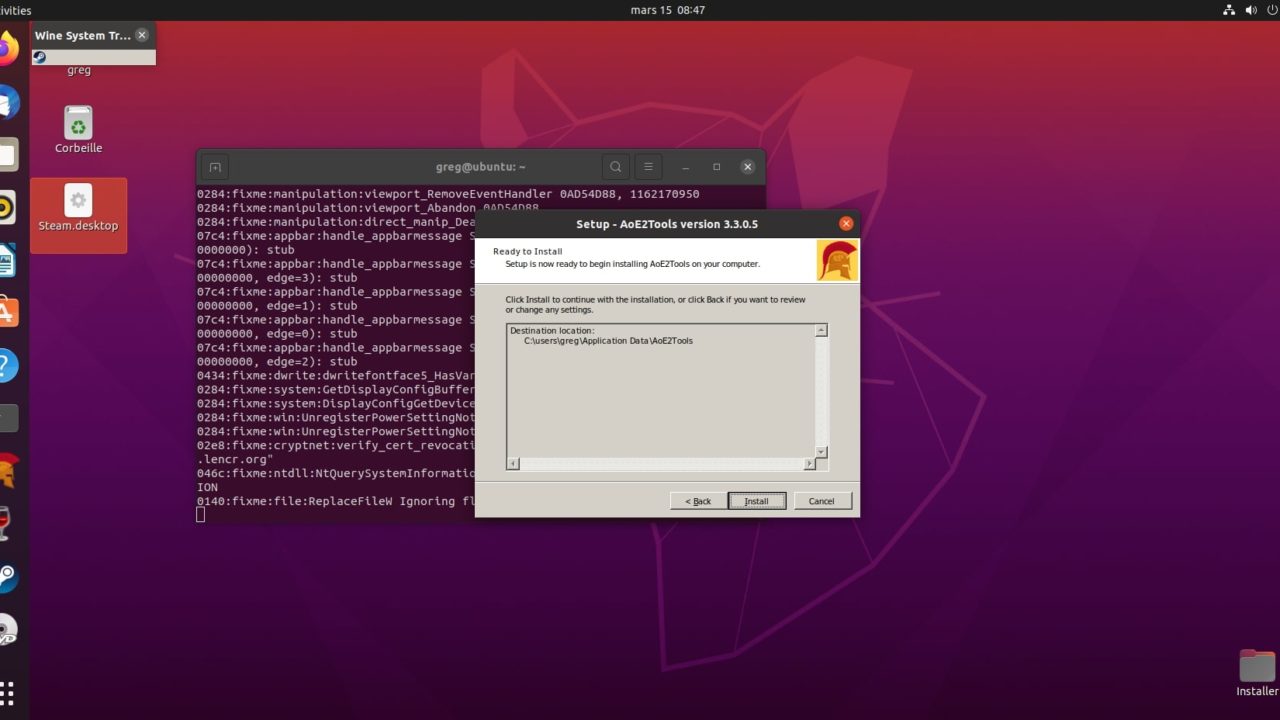 ivities
mars 15 08:47
Wine System Tr...
greg
Corbeille
Steam.desktop
greg@ubuntu: ~
0284:fixme:manipulation:viewport_RemoveEventHandler 0AD54D88, 1162170950
0284:fixme:manipulation:viewport_Abandon 0AD54D88
0284:fixme:manipulation:direct_manip_Dea
07c4:fixme:appbar:handle_appbarmessage S
0000000): stub
07c4:fixme:appbar:handle_appbarmessage S
00000000, edge=3): stub
07c4:fixme:appbar:handle_appbarmessage S
00000000, edge=1): stub
07c4:fixme:appbar:handle_appbarmessage S
00000000, edge=0): stub
07c4:fixme:appbar:handle_appbarmessage S
00000000, edge=2): stub
0434:fixme:dwrite:dwritefontface5_HasVar
0284:fixme:system:GetDisplayConfigBuffer
0284:fixme:system:DisplayConfigGetDevice
0284:fixme:win:UnregisterPowerSettingNot
0284:fixme:win:UnregisterPowerSettingNot
02e8:fixme:cryptnet:verify_cert_revocati
.lencr.org"
046c:fixme:ntdll:NtQuerySystemInformatio
ION
0140:fixme:file:ReplaceFileW Ignoring fl
Setup - AoE2Tools version 3.3.0.5
Ready to Install
Setup is now ready to begin installing AoE2Tools on your computer.
Click Install to continue with the installation, or click Back if you want to review
or change any settings.
Destination location:
C:\users\greg\Application Data\AoE2Tools
< Back
Install
Cancel
Installer